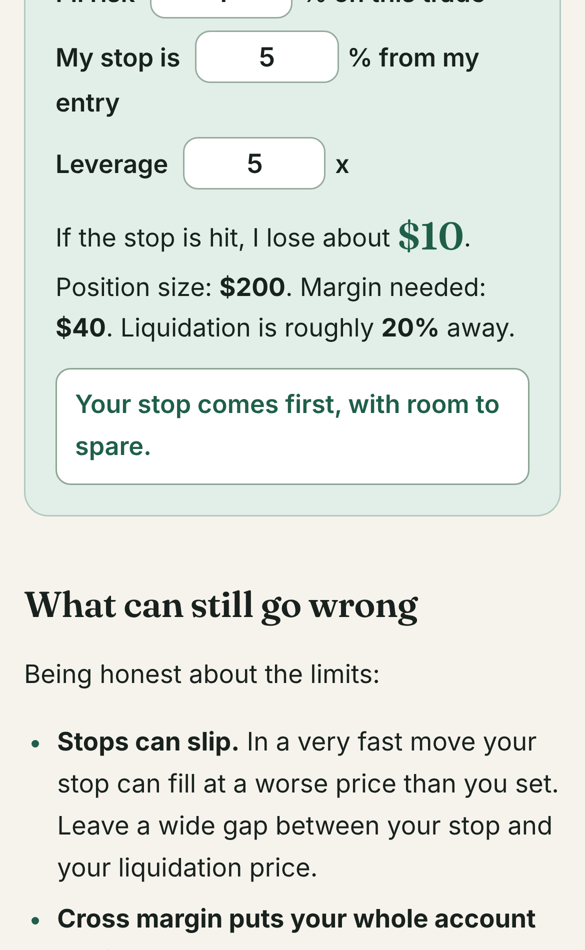 My stop is 5 % from my
entry
Leverage 5 x
If the stop is hit, I lose about $10.
Position size: $200. Margin needed:
$40. Liquidation is roughly 20% away.
Your stop comes first, with room to
spare.
What can still go wrong
Being honest about the limits:
• Stops can slip. In a very fast move your
stop can fill at a worse price than you set.
Leave a wide gap between your stop and
your liquidation price.
• Cross margin puts your whole account